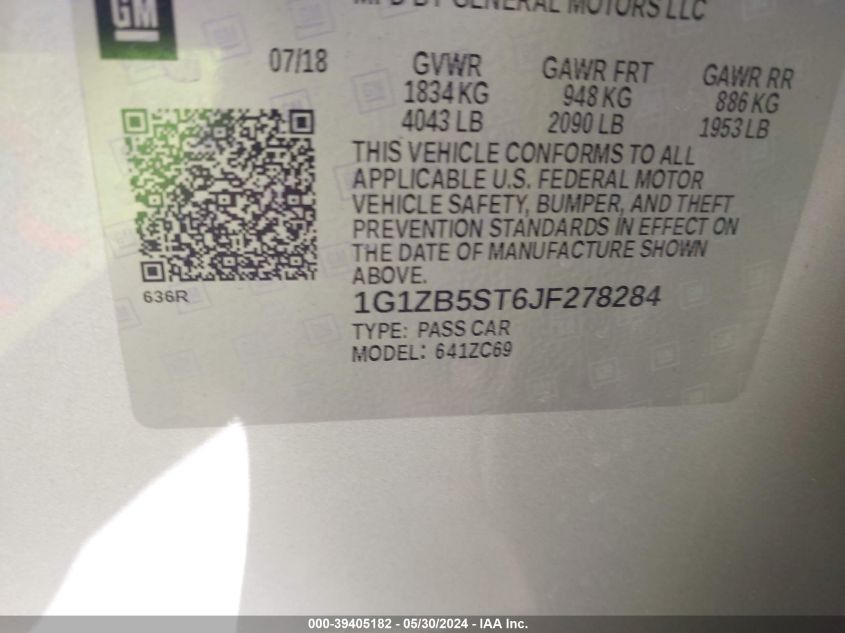 GM
MFD BY GENERAL MOTORS LLC
07/18
GVWR GAWR FRT GAWR RR
1834 KG 948 KG 886 KG
4043 LB 2090 LB 1953 LB
THIS VEHICLE CONFORMS TO ALL
APPLICABLE U.S. FEDERAL MOTOR
VEHICLE SAFETY, BUMPER, AND THEFT
PREVENTION STANDARDS IN EFFECT ON
THE DATE OF MANUFACTURE SHOWN
ABOVE.
636R
1G1ZB5ST6JF278284
TYPE: PASS CAR
MODEL: 641ZC69
000-39405182 - 05/30/2024 - IAA Inc.